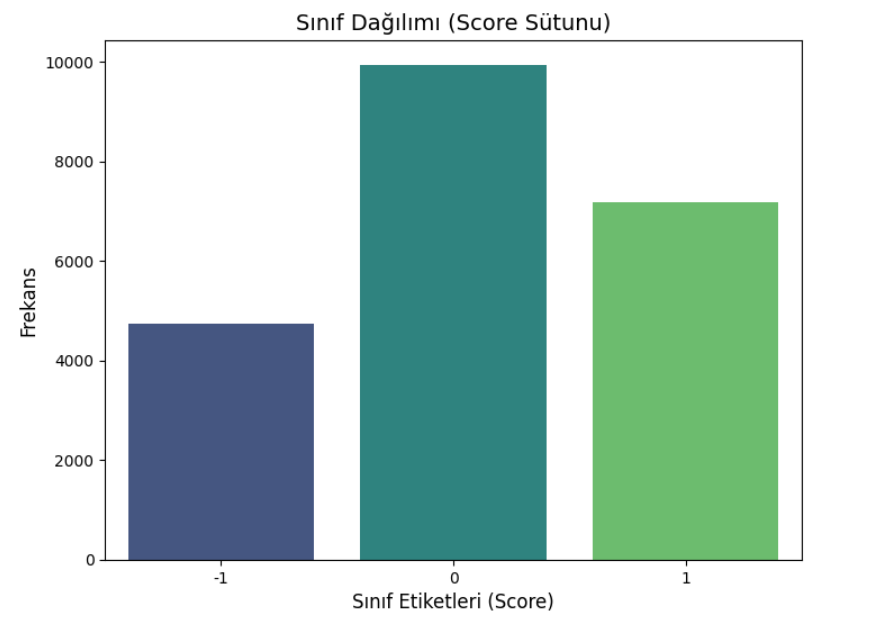 Sınıf Dağılımı (Score Sütunu)
10000
8000
6000
4000
2000
0
Frekans
-1 0 1
Sınıf Etiketleri (Score)